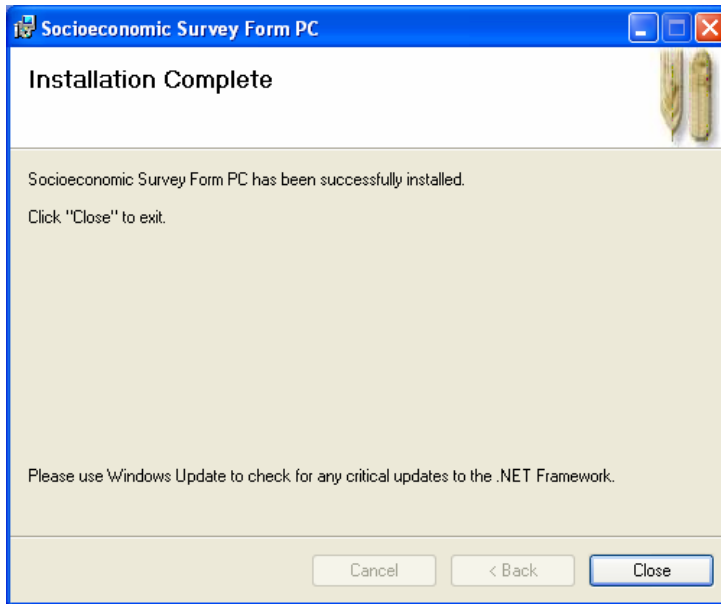 Socioeconomic Survey Form PC
Installation Complete
Socioeconomic Survey Form PC has been successfully installed.
Click "Close" to exit.
Please use Windows Update to check for any critical updates to the .NET Framework.
Cancel
< Back
Close